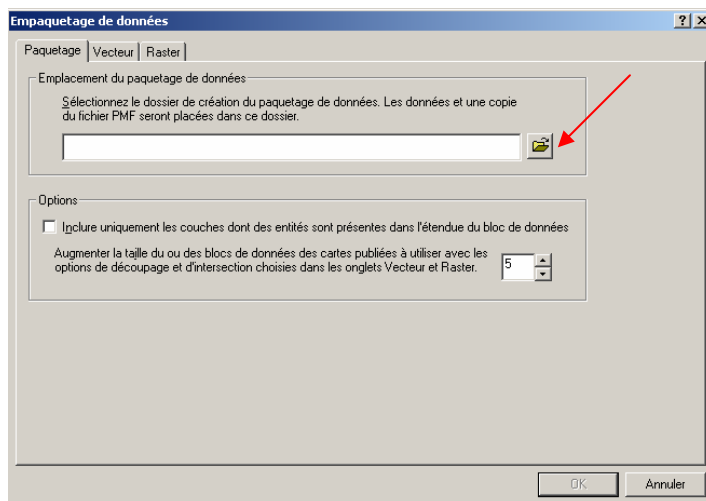 Empaquetage de données
Paquetage Vecteur Raster
Emplacement du paquetage de données
Sélectionnez le dossier de création du paquetage de données. Les données et une copie
du fichier PMF seront placées dans ce dossier.
Options
Inclure uniquement les couches dont des entités sont présentes dans l'étendue du bloc de données
Augmenter la taille du ou des blocs de données des cartes publiées à utiliser avec les
options de découpage et d'intersection choisies dans les onglets Vecteur et Raster.
5
OK Annuler